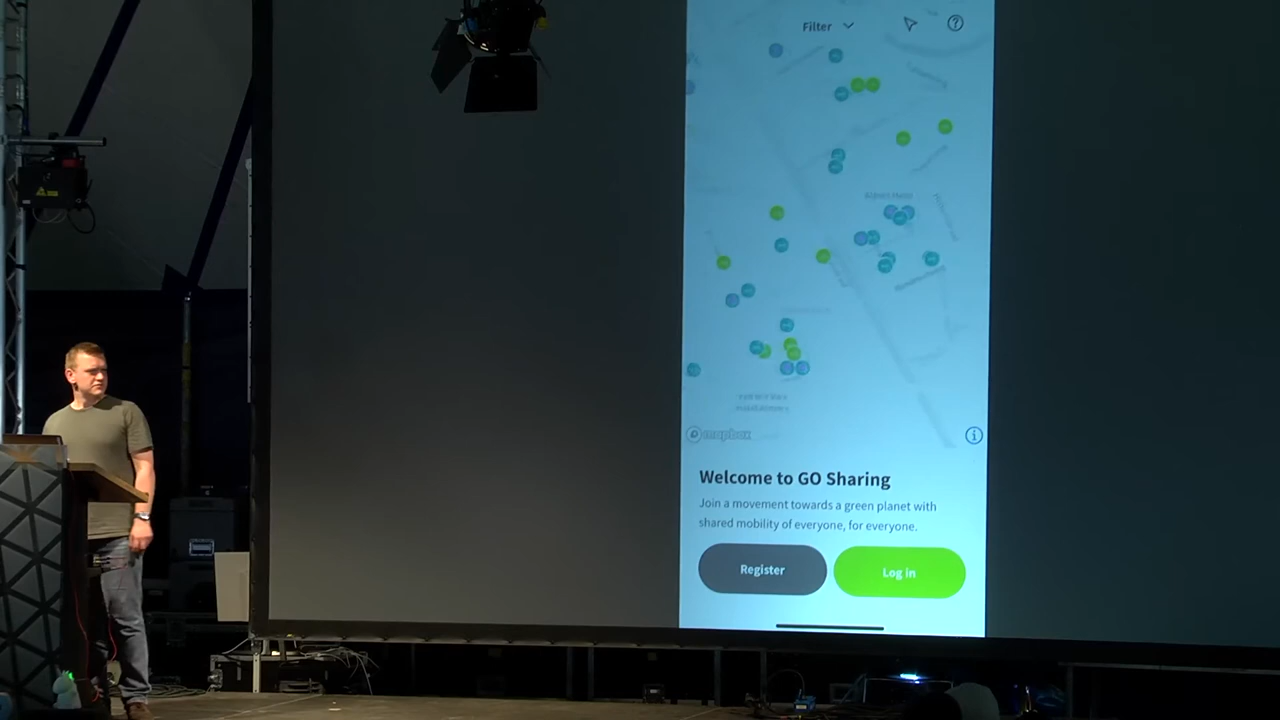 Filter
mapbox
Welcome to GO Sharing
Join a movement towards a green planet with
shared mobility of everyone, for everyone.
Register
Log in